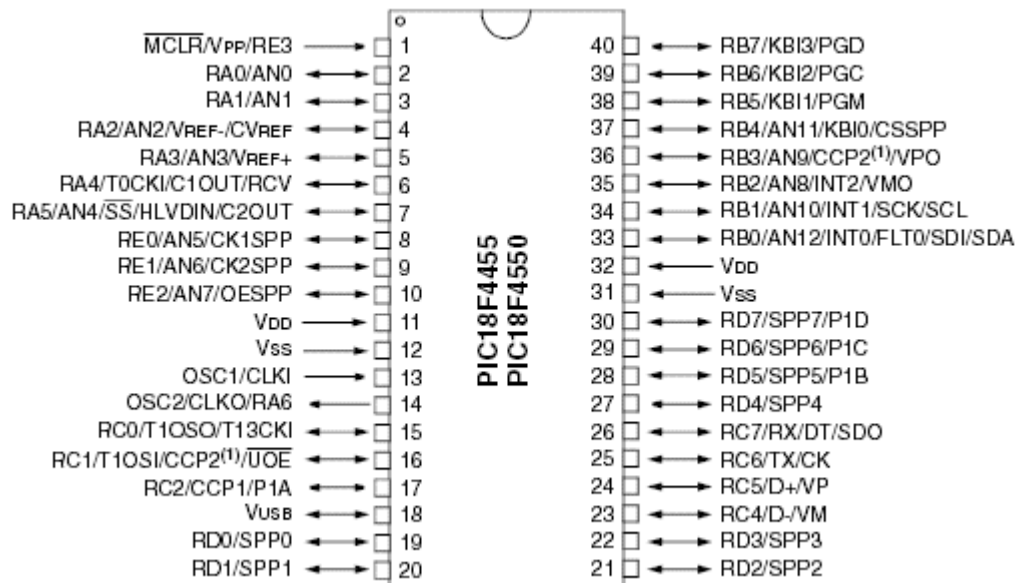 MCLR/VPP/RE3 1
RA0/AN0 2
RA1/AN1 3
RA2/AN2/VREF-/CVREF 4
RA3/AN3/VREF+ 5
RA4/T0CKI/C1OUT/RCV 6
RA5/AN4/SS/HLVDIN/C2OUT 7
RE0/AN5/CK1SPP 8
RE1/AN6/CK2SPP 9
RE2/AN7/OESPP 10
VDD 11
VSS 12
OSC1/CLKI 13
OSC2/CLKO/RA6 14
RC0/T1OSO/T13CKI 15
RC1/T1OSI/CCP2(1)/UOE 16
RC2/CCP1/P1A 17
VUSB 18
RD0/SPP0 19
RD1/SPP1 20
PIC18F4455
PIC18F4550
40 RB7/KBI3/PGD
39 RB6/KBI2/PGC
38 RB5/KBI1/PGM
37 RB4/AN11/KBI0/CSSPP
36 RB3/AN9/CCP2(1)/VPO
35 RB2/AN8/INT2/VMO
34 RB1/AN10/INT1/SCK/SCL
33 RB0/AN12/INT0/FLT0/SDI/SDA
32 VDD
31 VSS
30 RD7/SPP7/P1D
29 RD6/SPP6/P1C
28 RD5/SPP5/P1B
27 RD4/SPP4
26 RC7/RX/DT/SDO
25 RC6/TX/CK
24 RC5/D+/VP
23 RC4/D-/VM
22 RD3/SPP3
21 RD2/SPP2